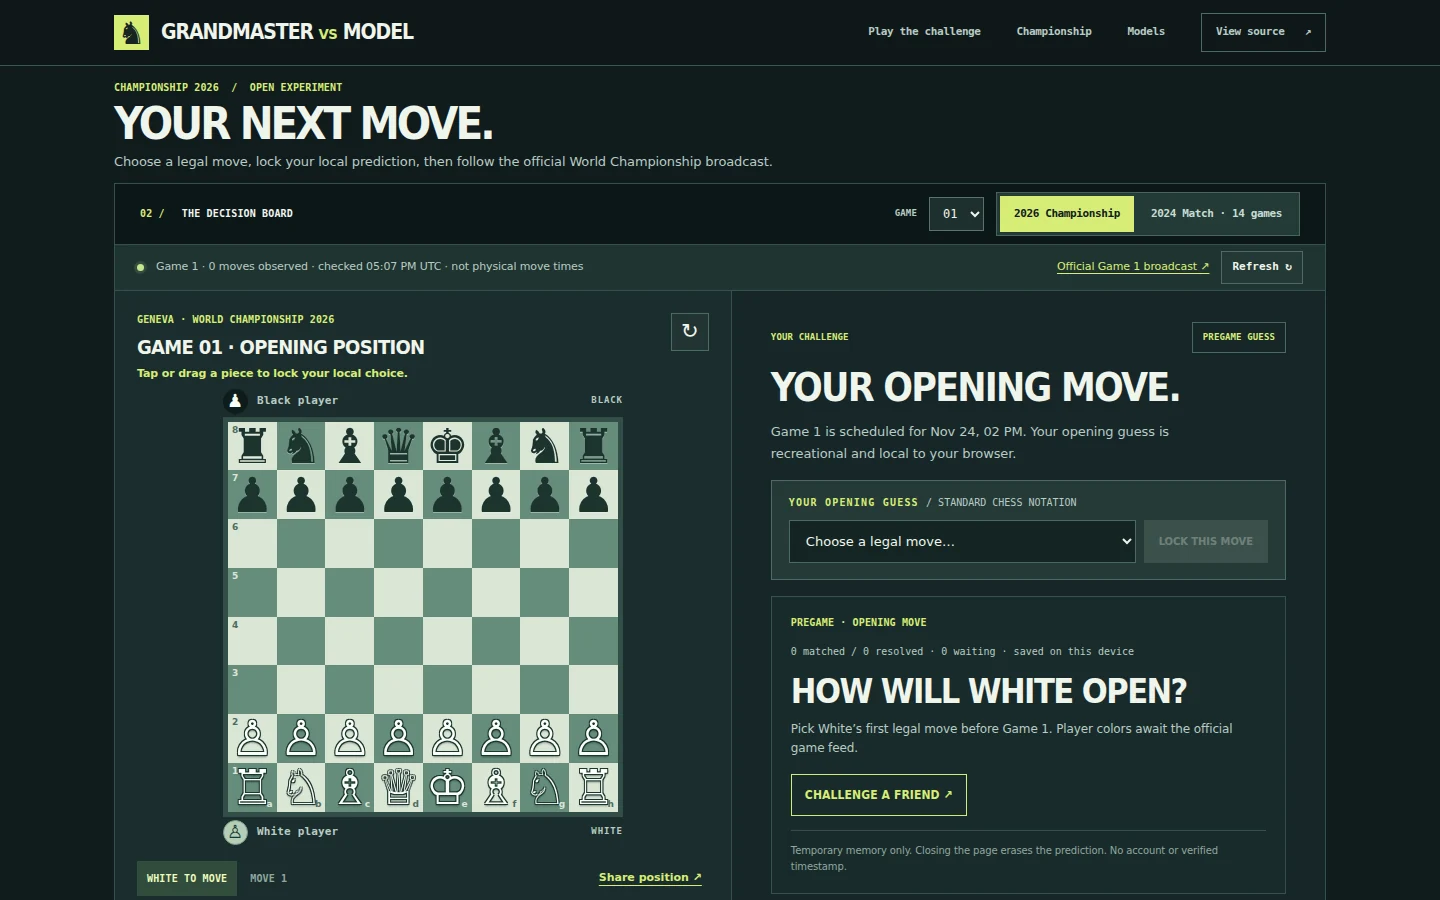 GRANDMASTER VS MODEL
Play the challenge
Championship
Models
View source ↗
CHAMPIONSHIP 2026 / OPEN EXPERIMENT
YOUR NEXT MOVE.
Choose a legal move, lock your local prediction, then follow the official World Championship broadcast.
02 / THE DECISION BOARD
GAME 01
2026 Championship
2024 Match · 14 games
Game 1 · 0 moves observed · checked 05:07 PM UTC · not physical move times
Official Game 1 broadcast ↗
Refresh ↻
GENEVA · WORLD CHAMPIONSHIP 2026
GAME 01 · OPENING POSITION
↻
Tap or drag a piece to lock your local choice.
Black player
BLACK
8
7
6
5
4
3
2
1
a b c d e f g h
White player
WHITE
WHITE TO MOVE
MOVE 1
Share position ↗
YOUR CHALLENGE
PREGAME GUESS
YOUR OPENING MOVE.
Game 1 is scheduled for Nov 24, 02 PM. Your opening guess is
recreational and local to your browser.
YOUR OPENING GUESS / STANDARD CHESS NOTATION
Choose a legal move…
LOCK THIS MOVE
PREGAME · OPENING MOVE
0 matched / 0 resolved · 0 waiting · saved on this device
HOW WILL WHITE OPEN?
Pick White's first legal move before Game 1. Player colors await the official
game feed.
CHALLENGE A FRIEND ↗
Temporary memory only. Closing the page erases the prediction. No account or verified
timestamp.